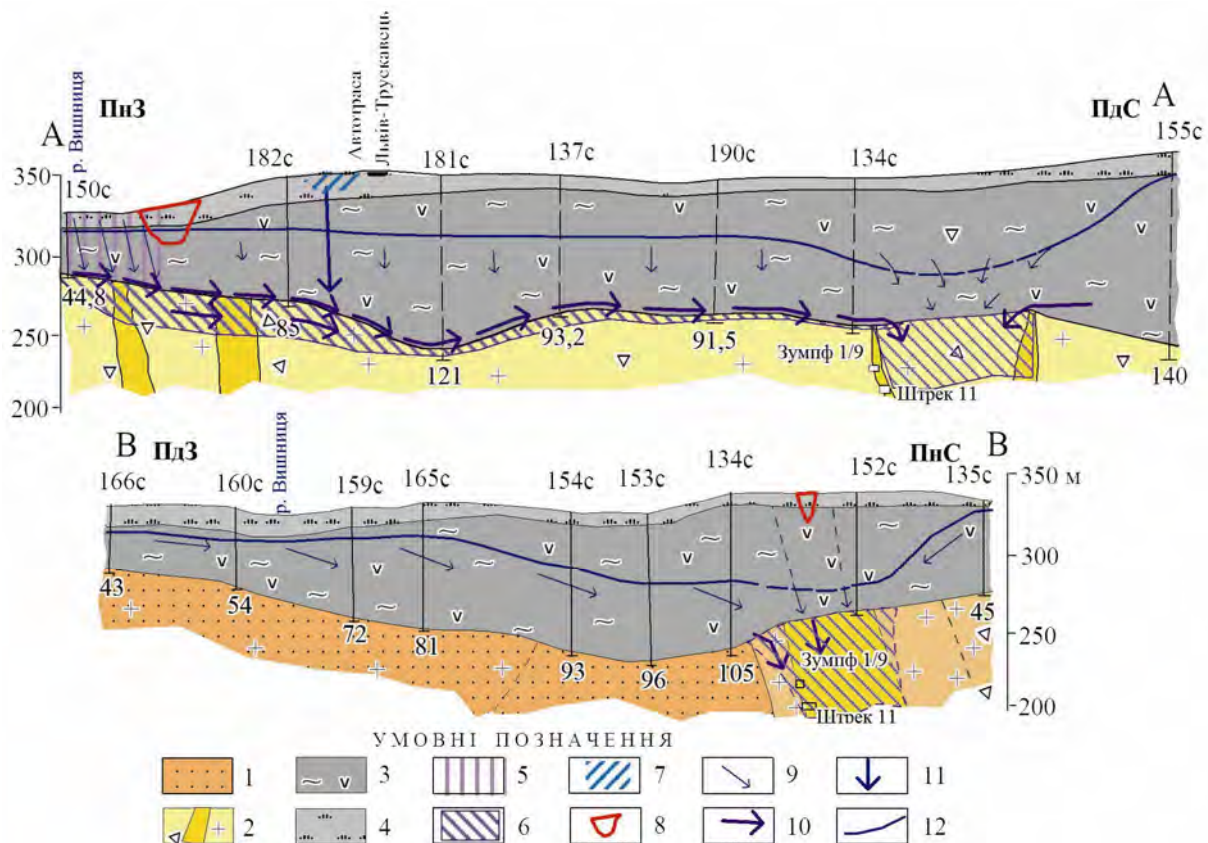 А
ПнЗ
р. Вишниця
Автотраса
Львів-Трускавець
ПдС
А
150с
182с
181с
137с
190с
134с
155с
350
300
250
200
44,8
85
121
93,2
91,5
Зумпф 1/9
Штрек 11
140
В
ПдЗ
р. Вишниця
ПнС
В
166с
160с
159с
165с
154с
153с
134с
152с
135с
350 м
300
250
200
43
54
72
81
93
96
105
45
Зумпф 1/9
Штрек 11
УМОВНІ ПОЗНАЧЕННЯ
1
3
5
7
9
11
2
4
6
8
10
12